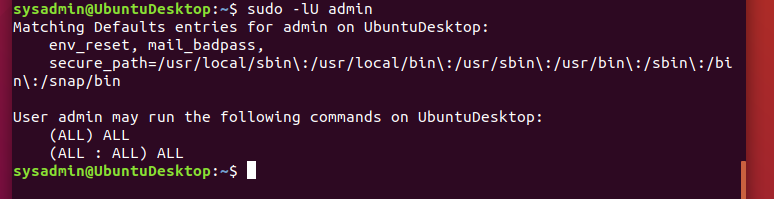 sysadmin@UbuntuDesktop:~$ sudo -lU admin
Matching Defaults entries for admin on UbuntuDesktop:
    env_reset, mail_badpass,
    secure_path=/usr/local/sbin\:/usr/local/bin\:/usr/sbin\:/usr/bin\:/sbin\:/bi
n\:/snap/bin

User admin may run the following commands on UbuntuDesktop:
    (ALL) ALL
    (ALL : ALL) ALL
sysadmin@UbuntuDesktop:~$